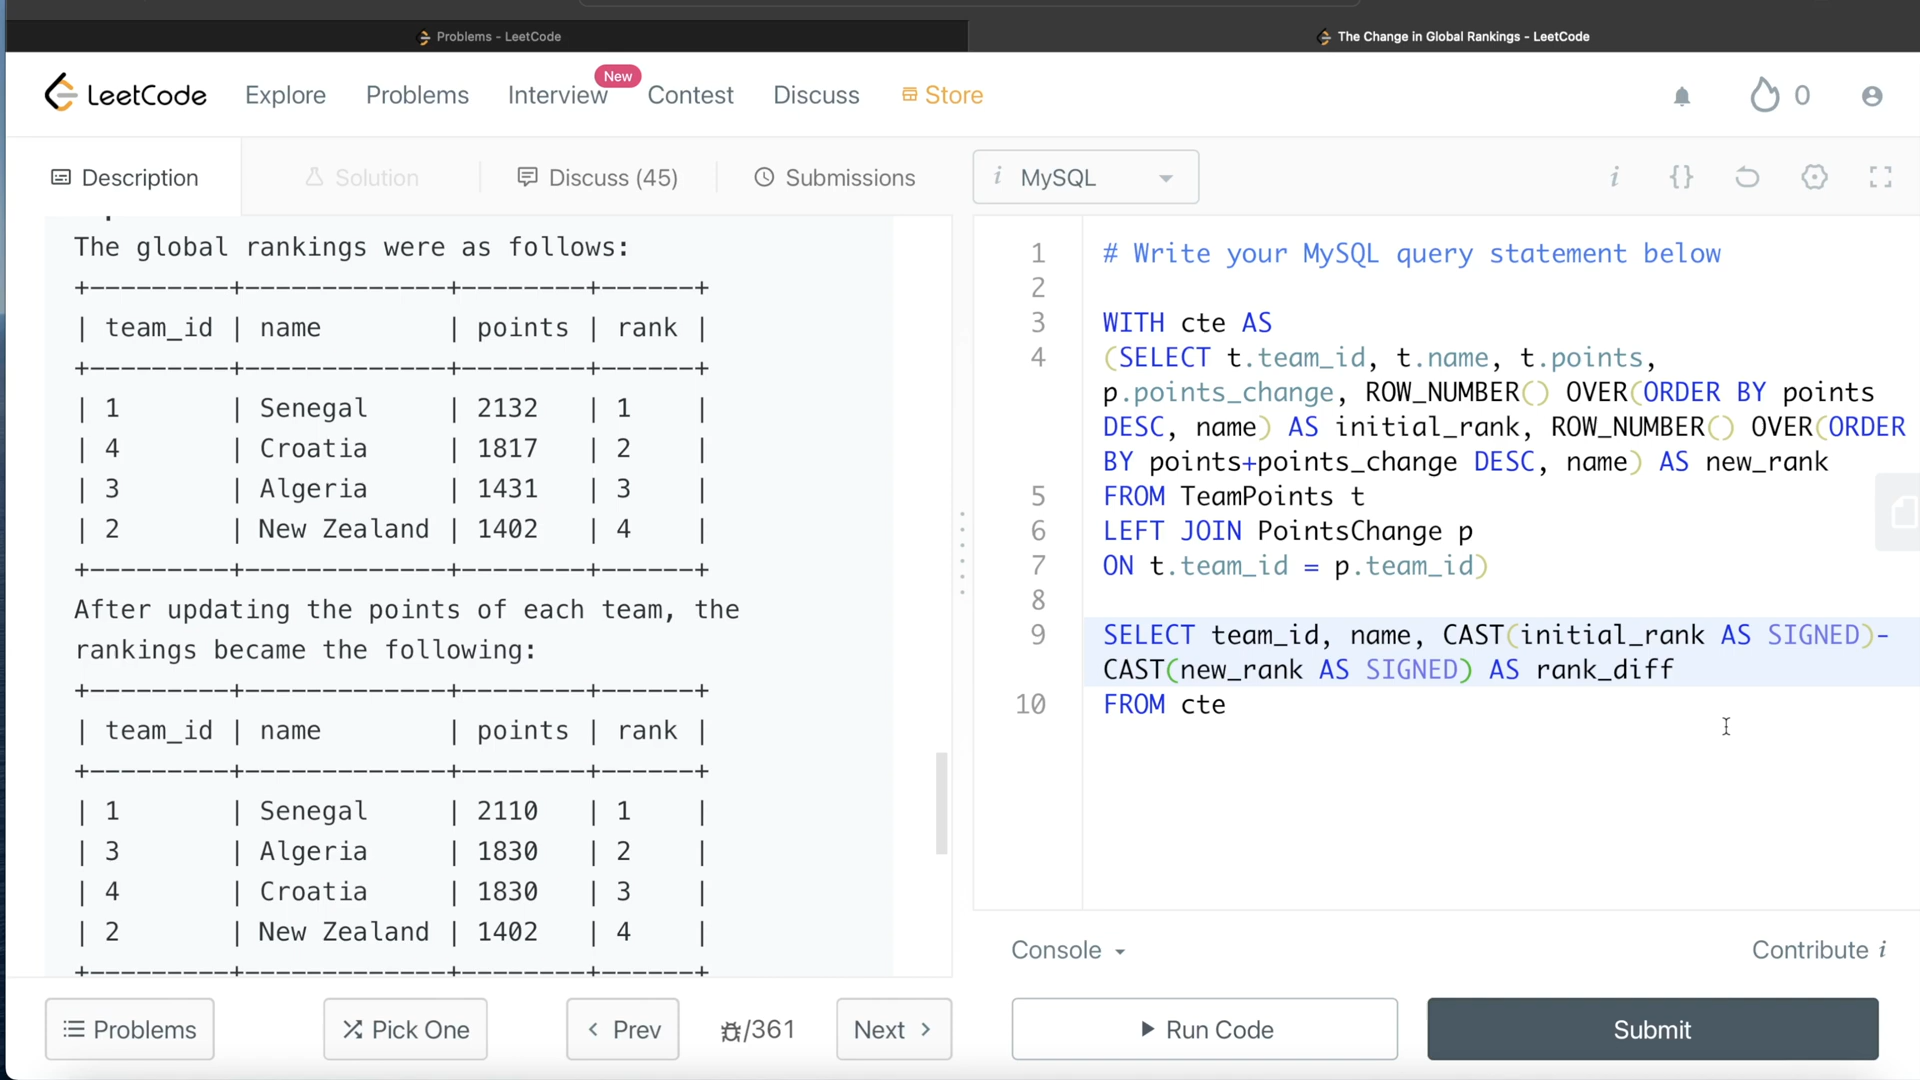 Problems - LeetCode
The Change in Global Rankings - LeetCode
LeetCode
Explore
Problems
Interview
New
Contest
Discuss
Store
0
Description
Solution
Discuss (45)
Submissions
i MySQL
i {}
The global rankings were as follows:
+---------+-------------+--------+------+
| team_id | name        | points | rank |
+---------+-------------+--------+------+
| 1       | Senegal     | 2132   | 1    |
| 4       | Croatia     | 1817   | 2    |
| 3       | Algeria     | 1431   | 3    |
| 2       | New Zealand | 1402   | 4    |
+---------+-------------+--------+------+
After updating the points of each team, the
rankings became the following:
+---------+-------------+--------+------+
| team_id | name        | points | rank |
+---------+-------------+--------+------+
| 1       | Senegal     | 2110   | 1    |
| 3       | Algeria     | 1830   | 2    |
| 4       | Croatia     | 1830   | 3    |
| 2       | New Zealand | 1402   | 4    |
+---------+-------------+--------+------+
1 # Write your MySQL query statement below
2
3 WITH cte AS
4 (SELECT t.team_id, t.name, t.points,
p.points_change, ROW_NUMBER() OVER(ORDER BY points
DESC, name) AS initial_rank, ROW_NUMBER() OVER(ORDER
BY points+points_change DESC, name) AS new_rank
5 FROM TeamPoints t
6 LEFT JOIN PointsChange p
7 ON t.team_id = p.team_id)
8
9 SELECT team_id, name, CAST(initial_rank AS SIGNED)-
CAST(new_rank AS SIGNED) AS rank_diff
10 FROM cte
Console
Contribute i
Problems
Pick One
Prev
/361
Next
Run Code
Submit